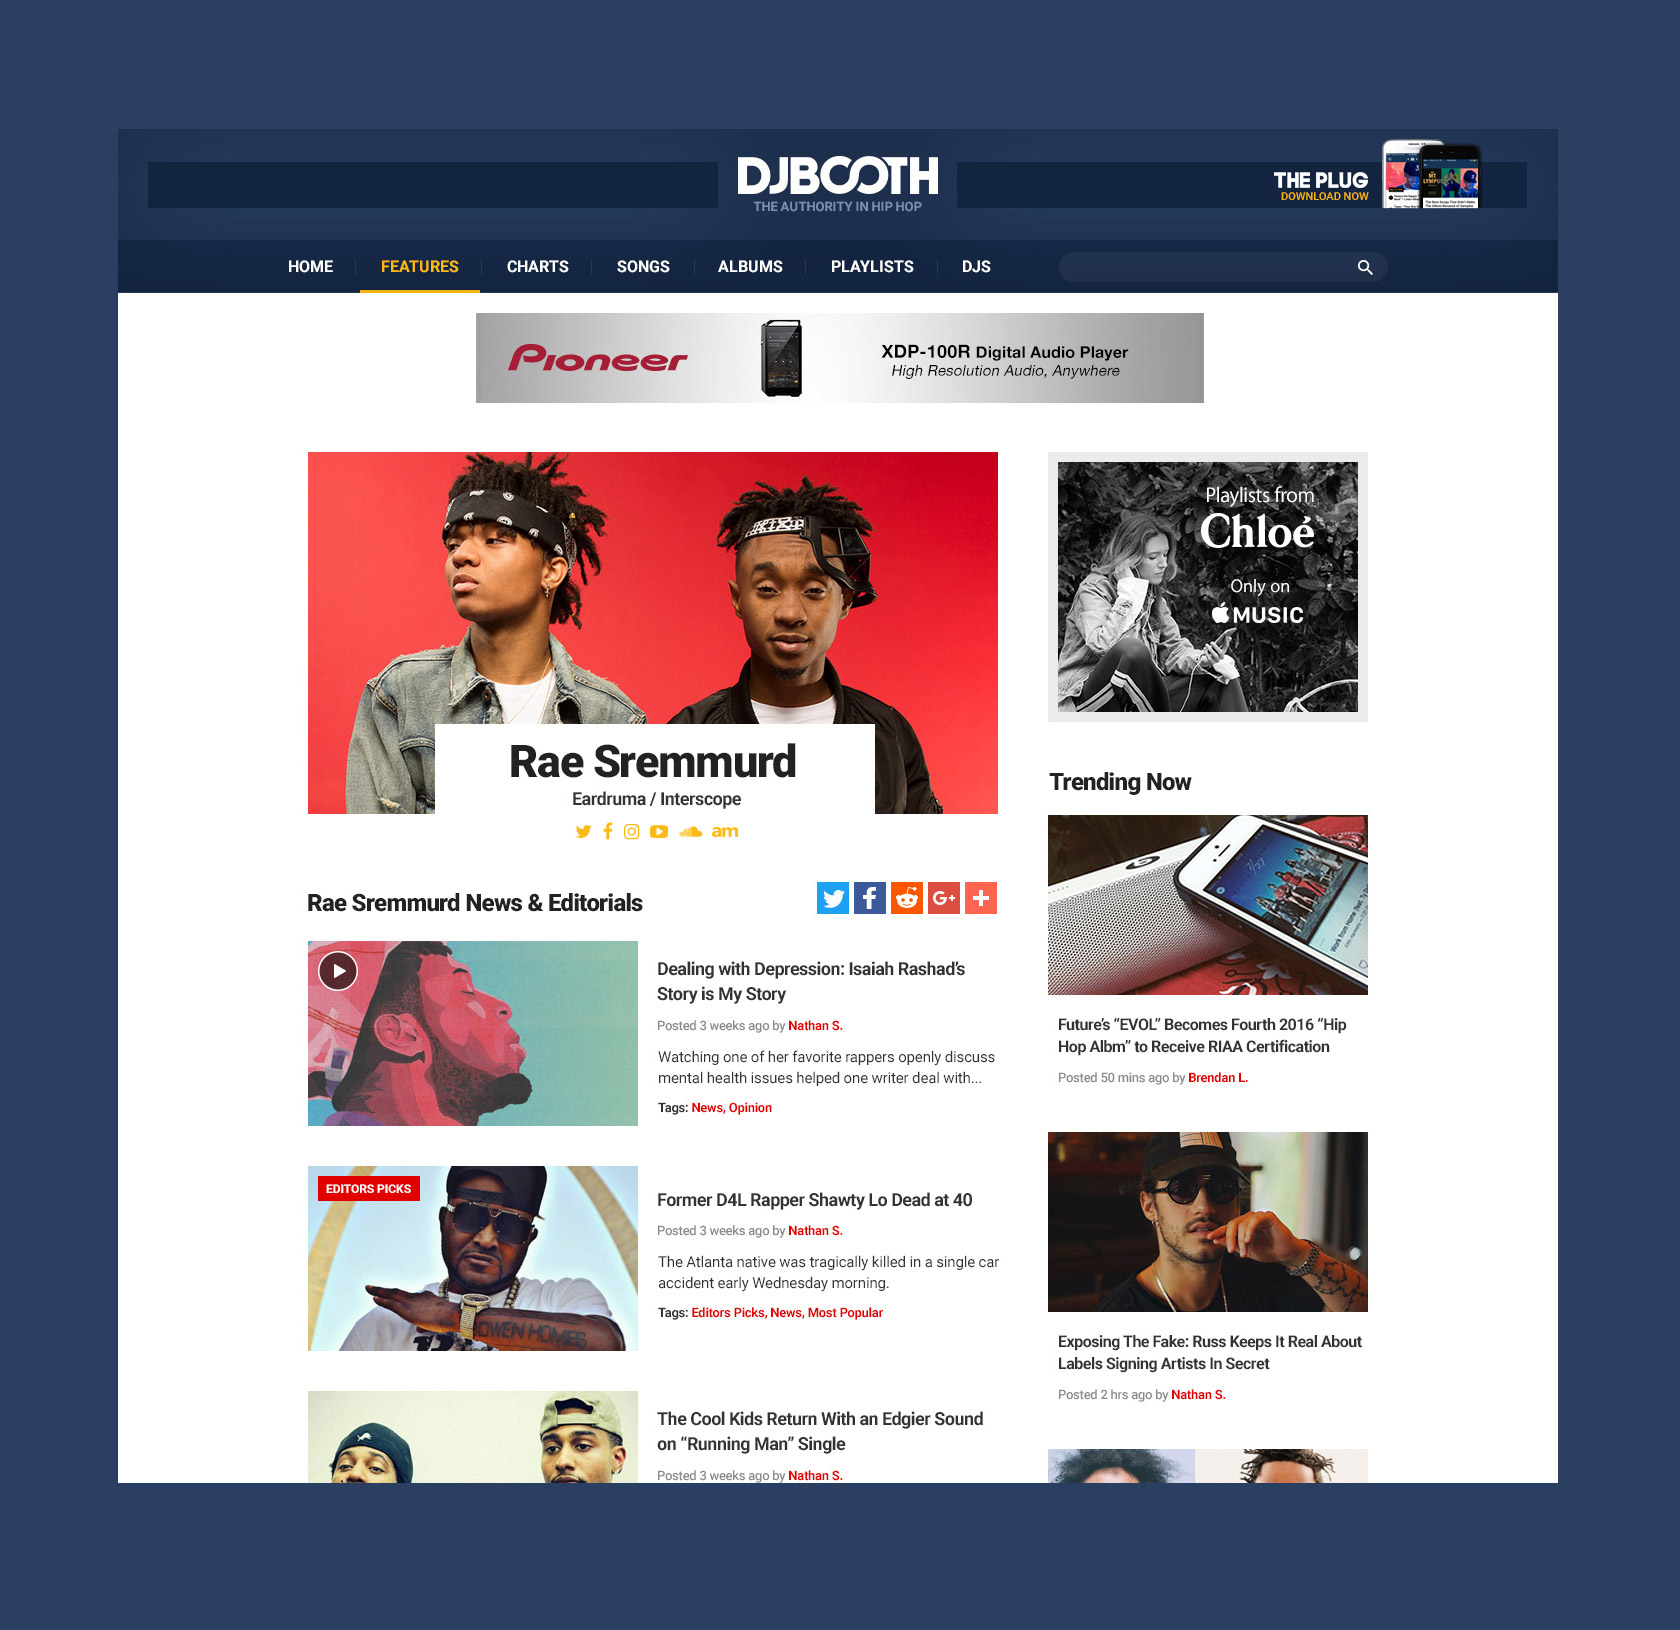 DJBOOTH
THE AUTHORITY IN HIP HOP
THE PLUG
DOWNLOAD NOW
HOME
FEATURES
CHARTS
SONGS
ALBUMS
PLAYLISTS
DJS
Pioneer
XDP-100R Digital Audio Player
High Resolution Audio, Anywhere
Rae Sremmurd
Eardruma / Interscope
am
Playlists from
Chloé
Only on
MUSIC
Rae Sremmurd News & Editorials
G+
Dealing with Depression: Isaiah Rashad's
Story is My Story
Posted 3 weeks ago by Nathan S.
Watching one of her favorite rappers openly discuss
mental health issues helped one writer deal with...
Tags: News, Opinion
EDITORS PICKS
OWEN HOMES
Former D4L Rapper Shawty Lo Dead at 40
Posted 3 weeks ago by Nathan S.
The Atlanta native was tragically killed in a single car
accident early Wednesday morning.
Tags: Editors Picks, News, Most Popular
The Cool Kids Return With an Edgier Sound
on “Running Man” Single
Posted 3 weeks ago by Nathan S.
Trending Now
7/27
Work from Home (feat. T
Future's “EVOL” Becomes Fourth 2016 “Hip
Hop Albm” to Receive RIAA Certification
Posted 50 mins ago by Brendan L.
Exposing The Fake: Russ Keeps It Real About
Labels Signing Artists In Secret
Posted 2 hrs ago by Nathan S.